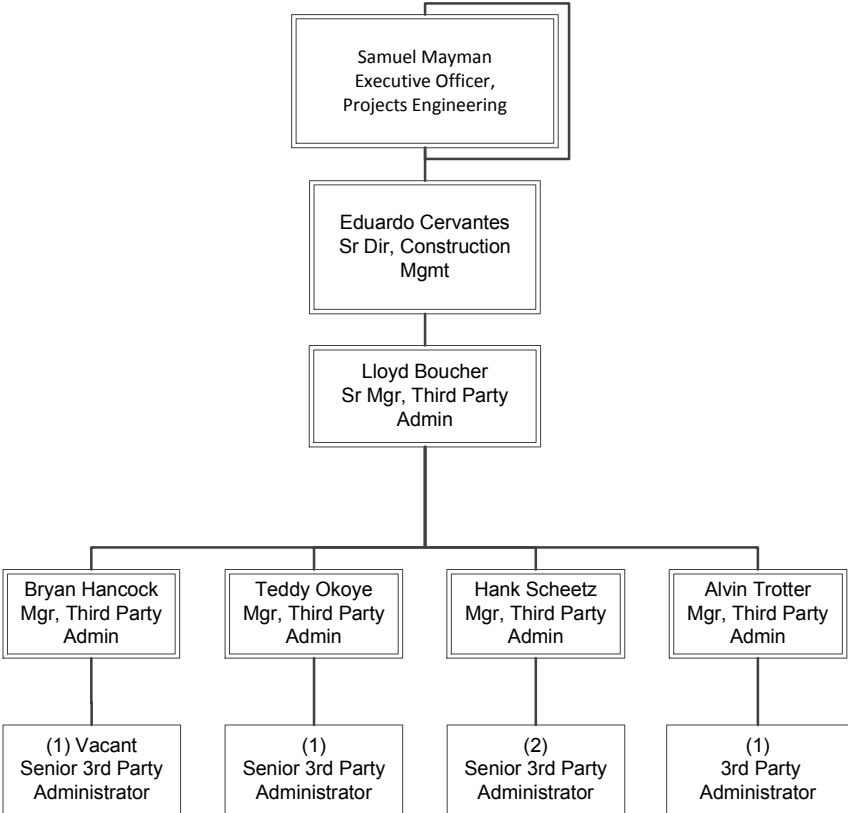 Samuel Mayman
Executive Officer,
Projects Engineering
Eduardo Cervantes
Sr Dir, Construction
Mgmt
Lloyd Boucher
Sr Mgr, Third Party
Admin
Bryan Hancock
Mgr, Third Party
Admin
Teddy Okoye
Mgr, Third Party
Admin
Hank Scheetz
Mgr, Third Party
Admin
Alvin Trotter
Mgr, Third Party
Admin
(1) Vacant
Senior 3rd Party
Administrator
(1)
Senior 3rd Party
Administrator
(2)
Senior 3rd Party
Administrator
(1)
3rd Party
Administrator